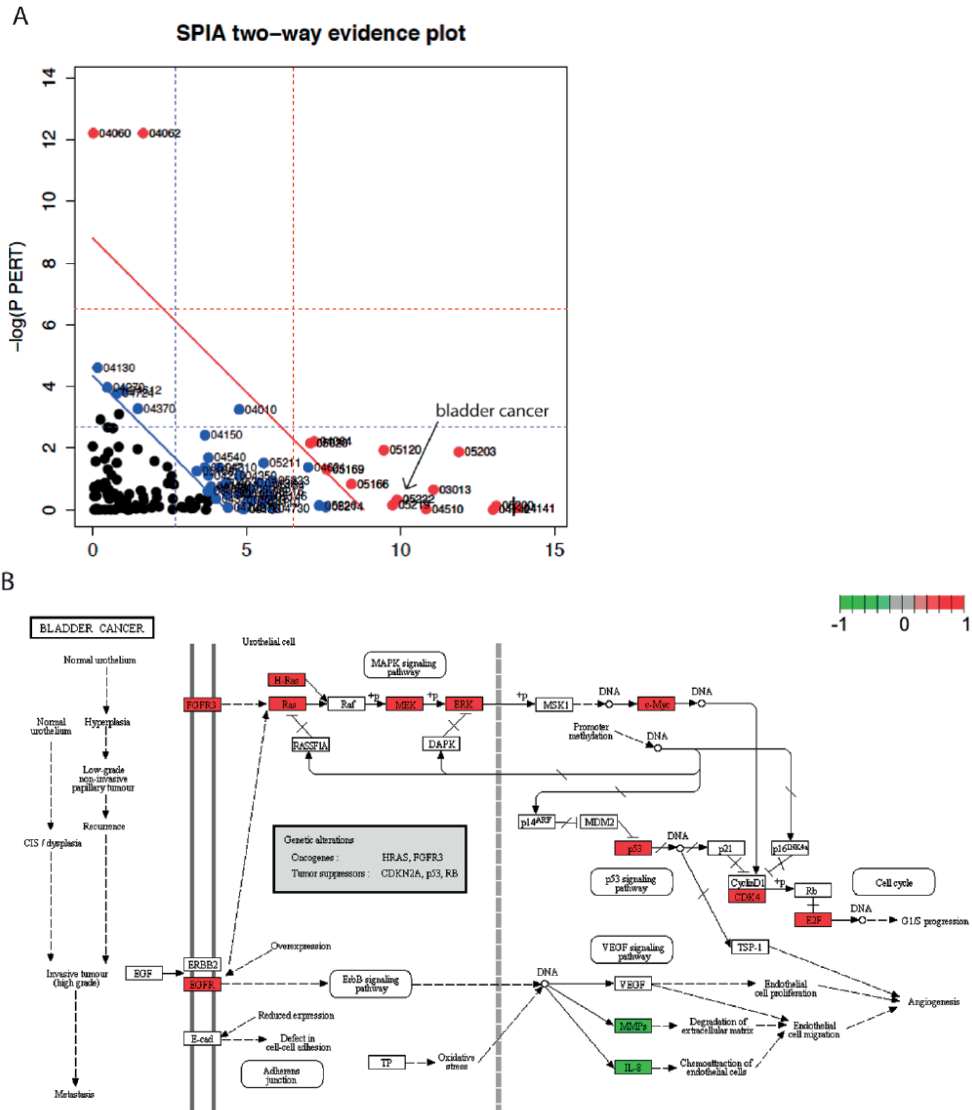 A
SPIA two-way evidence plot
-log(P PERT)
14
12
10
8
6
4
2
0
0
5
10
15
04060
04062
04130
04270
04724
04370
04010
04150
04540
05211
05120
05203
05169
05166
03013
05222
05219
04510
04730
bladder cancer
B
-1
0
1
BLADDER CANCER
Normal urothelium
Normal
urothelium
Hyperplasia
Low-grade
non-invasive
papillary tumour
Recurrence
CIS / dysplasia
Invasive tumour
(high grade)
Metastasis
Urothelial cell
FGFR3
H-Ras
Ras
Raf
+p
MEK
+p
ERK
+p
MSK1
DNA
c-Myc
DNA
MAPK signaling
pathway
RASSF1A
DAPK
Promoter
methylation
DNA
p14ARF
MDM2
p53
DNA
p21
p16INK4a
p53 signaling
pathway
CyclinD1
CDK4
+p
Rb
Cell cycle
E2F
DNA
G1/S progression
Genetic alterations
Oncogenes : HRAS, FGFR3
Tumor suppressors : CDKN2A, p53, RB
TSP-1
EGF
ERBB2
EGFR
Overexpression
ErbB signaling
pathway
DNA
VEGF signaling
pathway
VEGF
Endothelial
cell proliferation
Angiogenesis
MMPs
Degradation of
extracellular matrix
Endothelial
cell migration
IL-8
Chemoattraction of
endothelial cells
E-cad
Reduced expression
Defect in
cell-cell adhesion
Adherens
junction
TP
Oxidative
stress